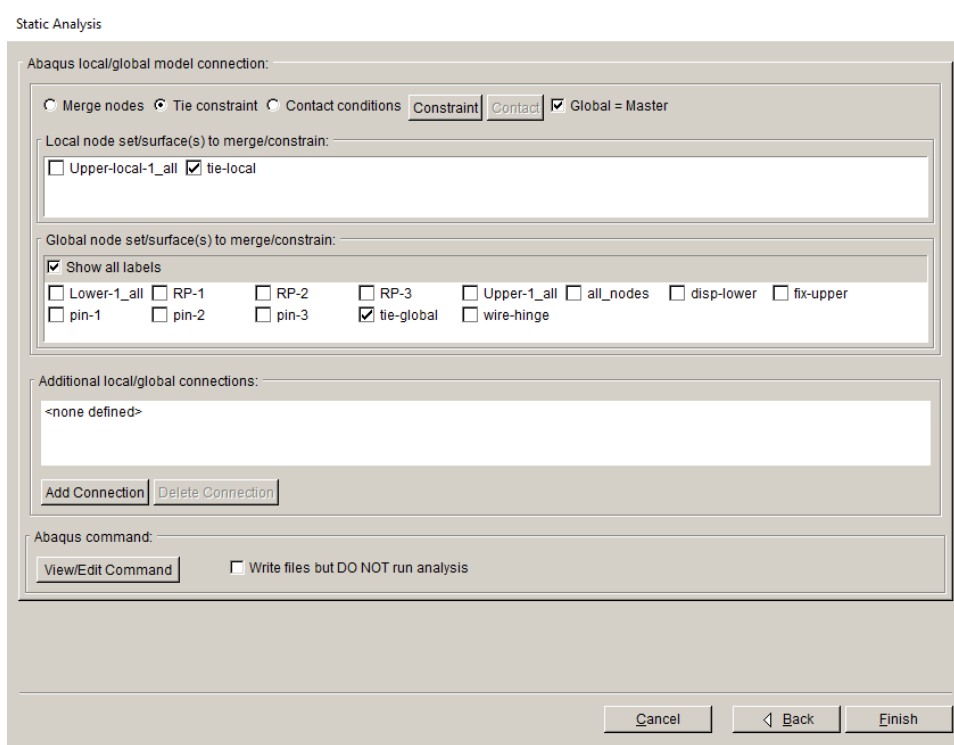 Static Analysis
Abaqus local/global model connection:
Merge nodes Tie constraint Contact conditions Constraint Contact Global = Master
Local node set/surface(s) to merge/constrain:
Upper-local-1_all tie-local
Global node set/surface(s) to merge/constrain:
Show all labels
Lower-1_all RP-1 RP-2 RP-3 Upper-1_all all_nodes disp-lower fix-upper
pin-1 pin-2 pin-3 tie-global wire-hinge
Additional local/global connections:
<none defined>
Add Connection Delete Connection
Abaqus command:
View/Edit Command Write files but DO NOT run analysis
Cancel Back Finish